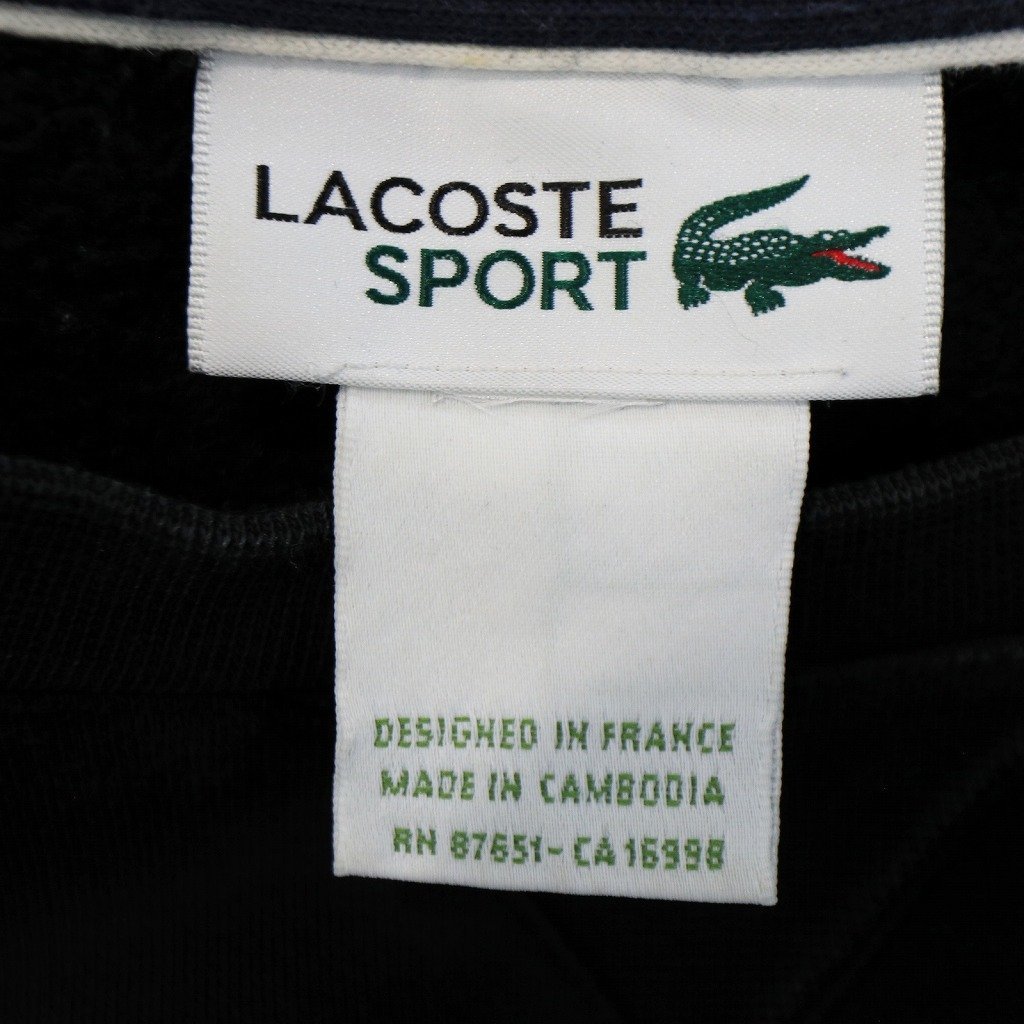 LACOSTE
SPORT
DESIGNED IN FRANCE
MADE IN CAMBODIA
RN 87651-CA 16998